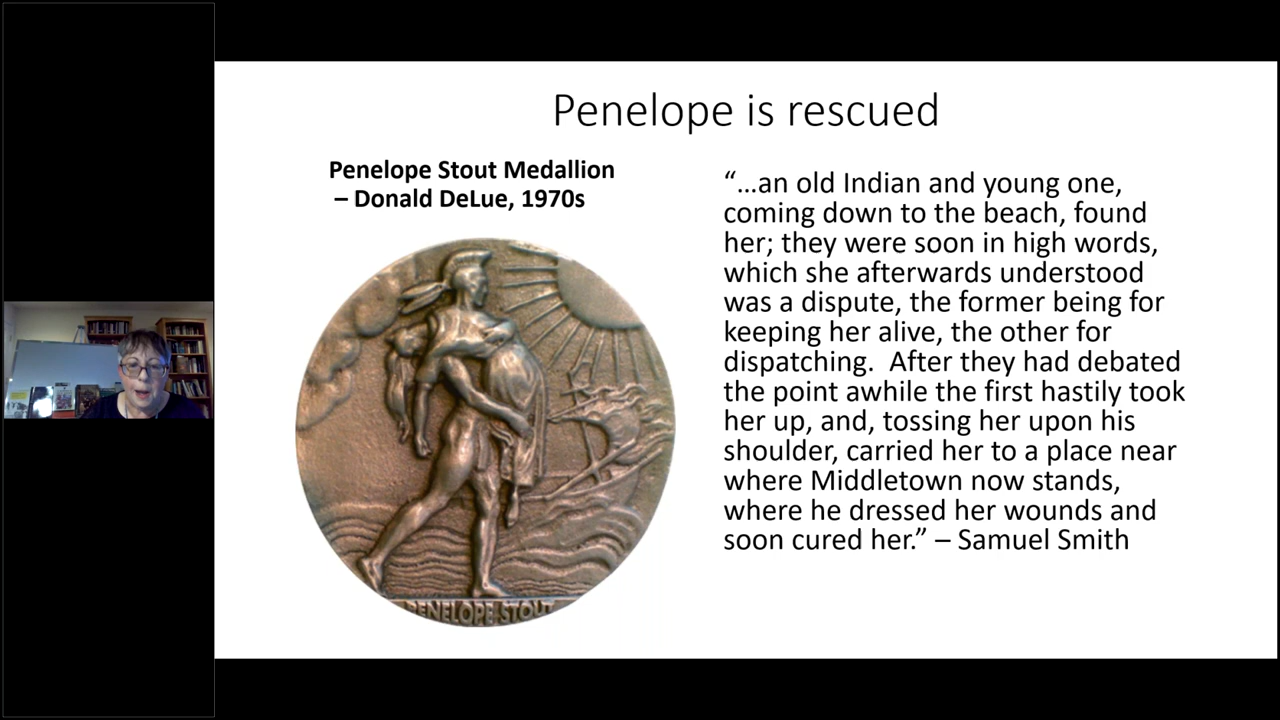 Penelope is rescued
Penelope Stout Medallion
– Donald DeLue, 1970s
“...an old Indian and young one,
coming down to the beach, found
her; they were soon in high words,
which she afterwards understood
was a dispute, the former being for
keeping her alive, the other for
dispatching.  After they had debated
the point awhile the first hastily took
her up, and, tossing her upon his
shoulder, carried her to a place near
where Middletown now stands,
where he dressed her wounds and
soon cured her.” – Samuel Smith
PENELOPE STOUT